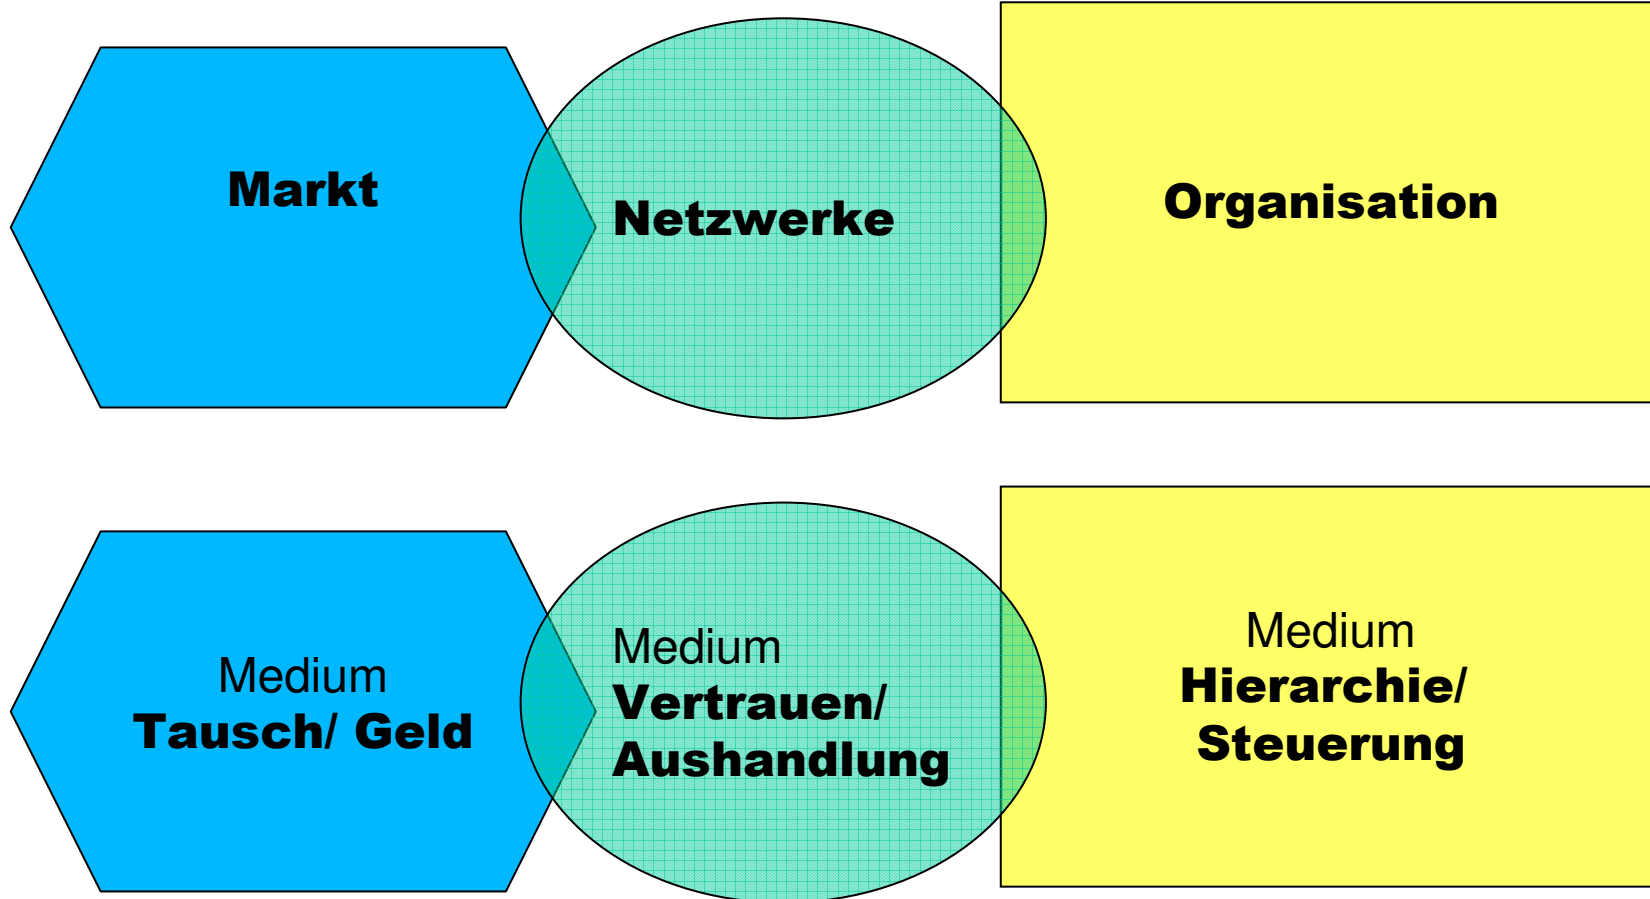 Markt
Netzwerke
Organisation
Medium
Tausch/ Geld
Medium
Vertrauen/
Aushandlung
Medium
Hierarchie/
Steuerung